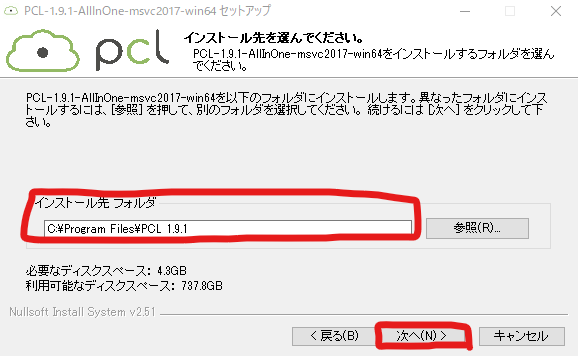 PCL-1.9.1-AllInOne-msvc2017-win64 セットアップ
pcl
インストール先を選んでください。
PCL-1.9.1-AllInOne-msvc2017-win64をインストールするフォルダを選ん
でください。
PCL-1.9.1-AllInOne-msvc2017-win64を以下のフォルダにインストールします。異なったフォルダにインス
トールするには、[参照] を押して、別のフォルダを選択してください。 続けるには [次へ] をクリックして下
さい。
インストール先 フォルダ
C:¥Program Files¥PCL 1.9.1
参照(R)...
必要なディスクスペース: 4.3GB
利用可能なディスクスペース: 737.8GB
Nullsoft Install System v2.51
< 戻る(B)
次へ(N) >
キャンセル